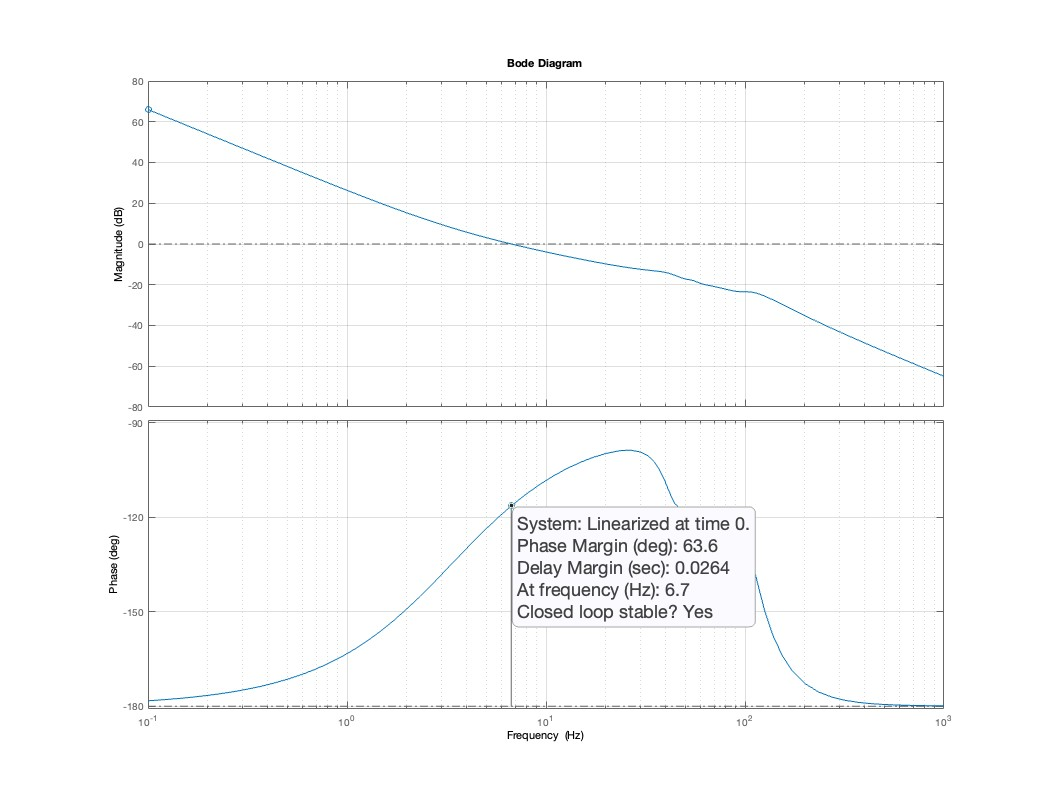 Bode Diagram
80
60
40
20
0
-20
-40
-60
-80
Magnitude (dB)
-90
-120
-150
-180
Phase (deg)
System: Linearized at time 0.
Phase Margin (deg): 63.6
Delay Margin (sec): 0.0264
At frequency (Hz): 6.7
Closed loop stable? Yes
10-1 100 101 102 103
Frequency (Hz)